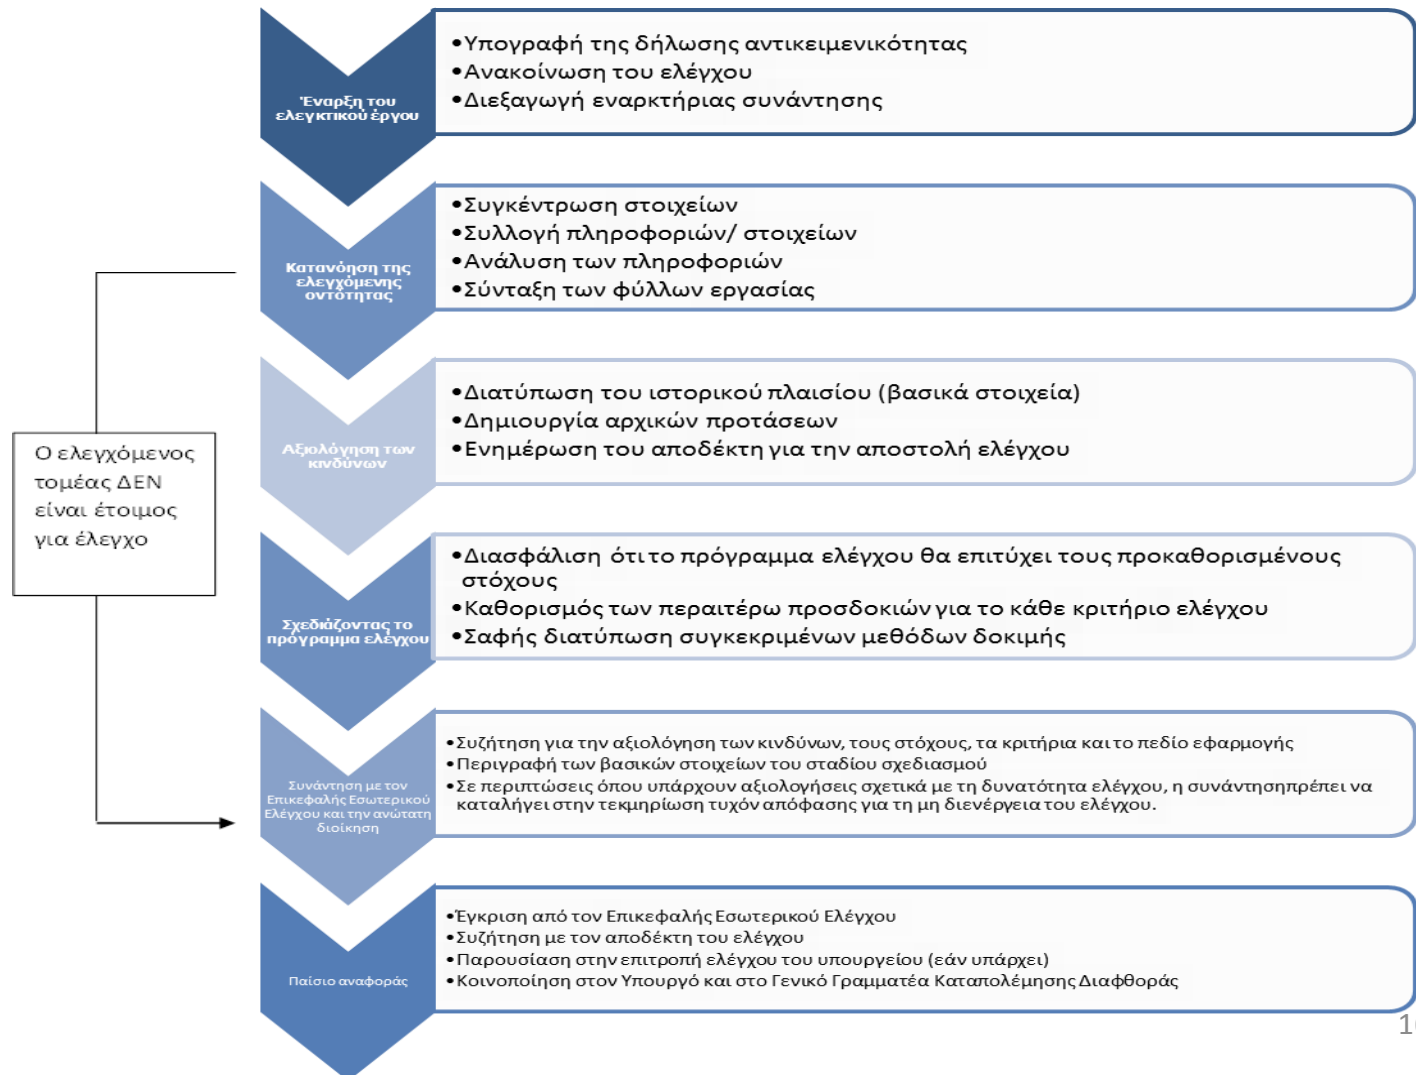 Έναρξη του
ελεγκτικού έργου
•Υπογραφή της δήλωσης αντικειμενικότητας
•Ανακοίνωση του ελέγχου
•Διεξαγωγή εναρκτήριας συνάντησης
Κατανόηση της
ελεγχόμενης
οντότητας
•Συγκέντρωση στοιχείων
•Συλλογή πληροφοριών/ στοιχείων
•Ανάλυση των πληροφοριών
•Σύνταξη των φύλλων εργασίας
Ο ελεγχόμενος
τομέας ΔΕΝ
είναι έτοιμος
για έλεγχο
Αξιολόγηση των
κινδύνων
•Διατύπωση του ιστορικού πλαισίου (βασικά στοιχεία)
•Δημιουργία αρχικών προτάσεων
•Ενημέρωση του αποδέκτη για την αποστολή ελέγχου
Σχεδιάζοντας το
πρόγραμμα ελέγχου
•Διασφάλιση ότι το πρόγραμμα ελέγχου θα επιτύχει τους προκαθορισμένους
στόχους
•Καθορισμός των περαιτέρω προσδοκιών για το κάθε κριτήριο ελέγχου
•Σαφής διατύπωση συγκεκριμένων μεθόδων δοκιμής
Συνάντηση με τον
Επικεφαλής Εσωτερικού
Ελέγχου και την ανώτατη
διοίκηση
•Συζήτηση για την αξιολόγηση των κινδύνων, τους στόχους, τα κριτήρια και το πεδίο εφαρμογής
•Περιγραφή των βασικών στοιχείων του σταδίου σχεδιασμού
•Σε περιπτώσεις όπου υπάρχουν αξιολογήσεις σχετικά με τη δυνατότητα ελέγχου, η συνάντησηπρέπει να
καταλήγει στην τεκμηρίωση τυχόν απόφασης για τη μη διενέργεια του ελέγχου.
Παίσιο αναφοράς
•Έγκριση από τον Επικεφαλής Εσωτερικού Ελέγχου
•Συζήτηση με τον αποδέκτη του ελέγχου
•Παρουσίαση στην επιτροπή ελέγχου του υπουργείου (εάν υπάρχει)
•Κοινοποίηση στον Υπουργό και στο Γενικό Γραμματέα Καταπολέμησης Διαφθοράς